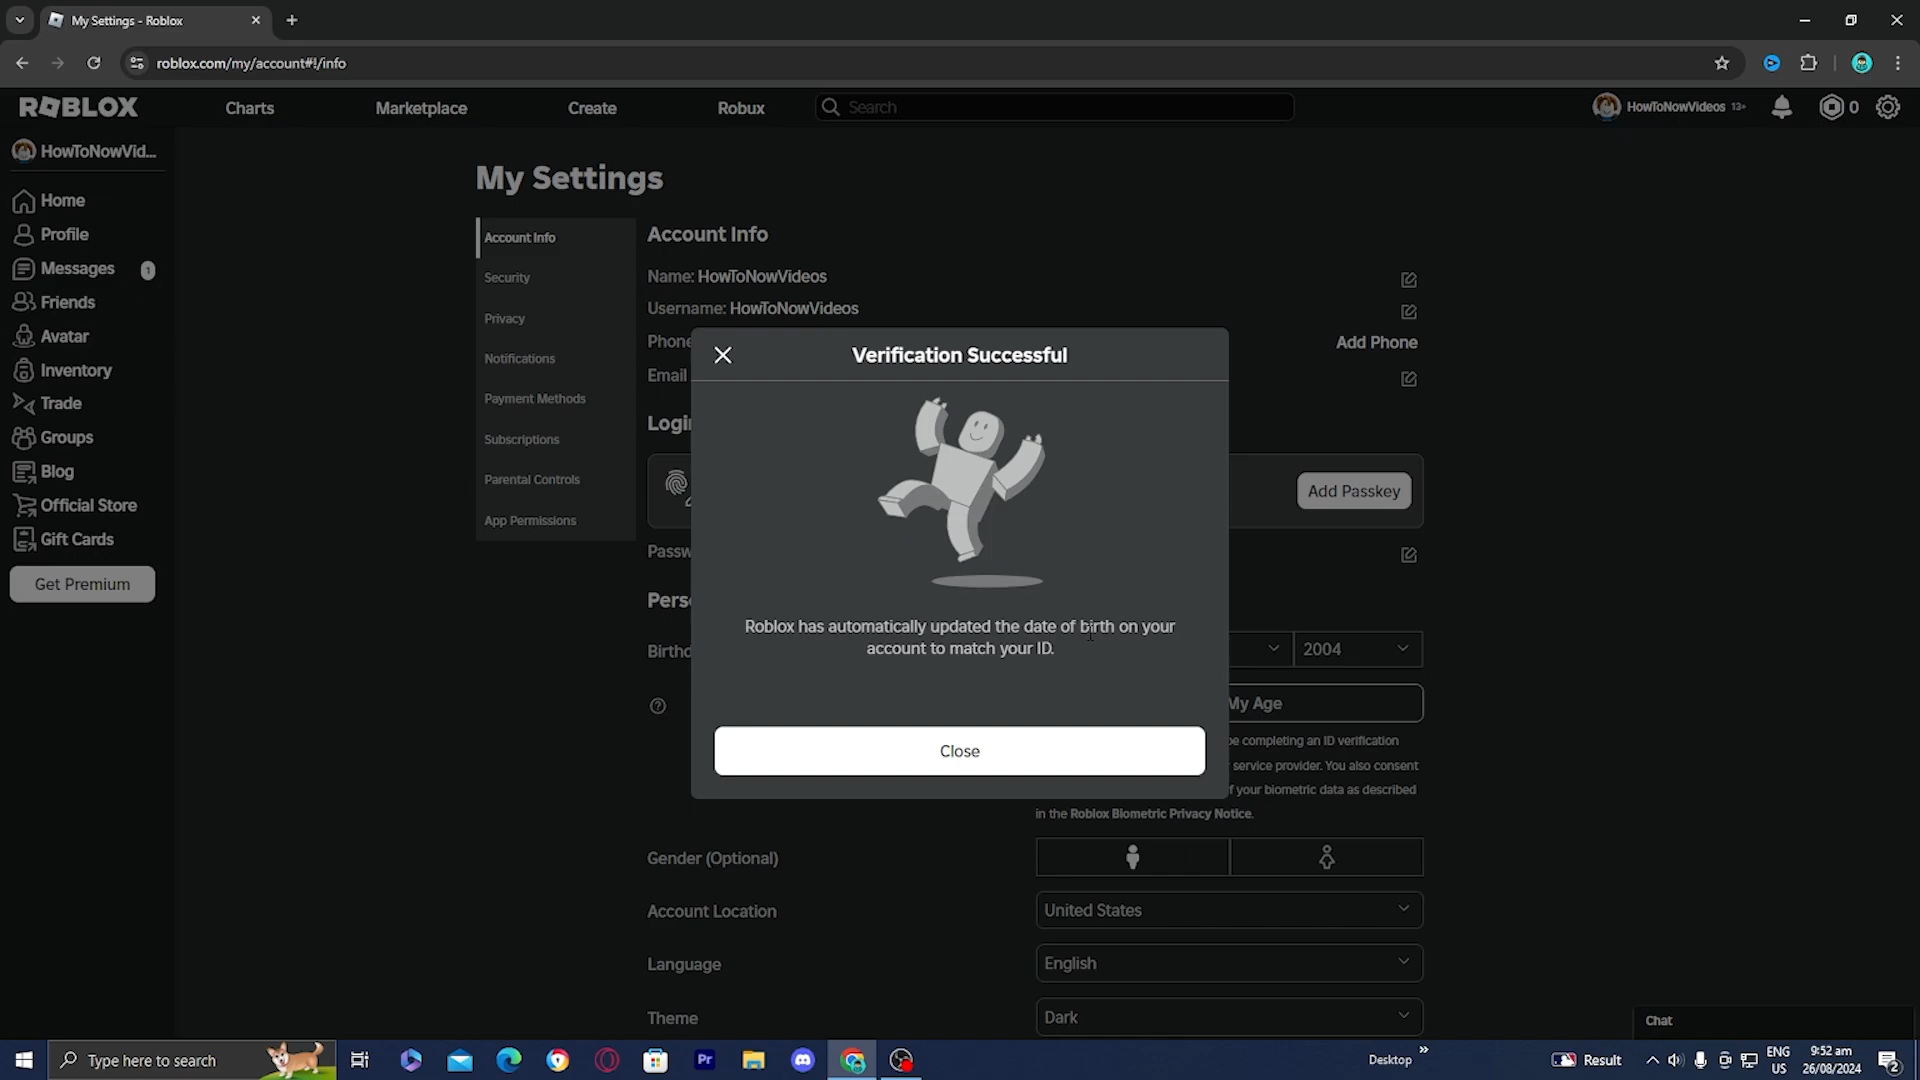 My Settings - Roblox
roblox.com/my/account#!/info
ROBLOX
Charts
Marketplace
Create
Robux
Search
HowToNowVideos 13+
0
HowToNowVid...
Home
Profile
Messages 1
Friends
Avatar
Inventory
Trade
Groups
Blog
Official Store
Gift Cards
Get Premium
My Settings
Account Info
Security
Privacy
Notifications
Payment Methods
Subscriptions
Parental Controls
App Permissions
Account Info
Name: HowToNowVideos
Username: HowToNowVideos
Phone
Add Phone
Email
Login
Add Passkey
Passw
Pers
Birthd
2004
My Age
be completing an ID verification
service provider. You also consent
f your biometric data as described
in the Roblox Biometric Privacy Notice.
Verification Successful
Roblox has automatically updated the date of birth on your
account to match your ID.
Close
Gender (Optional)
Account Location
United States
Language
English
Theme
Dark
Chat
Type here to search
Pr
Desktop
Result
ENG
US
9:52 am
26/08/2024
2